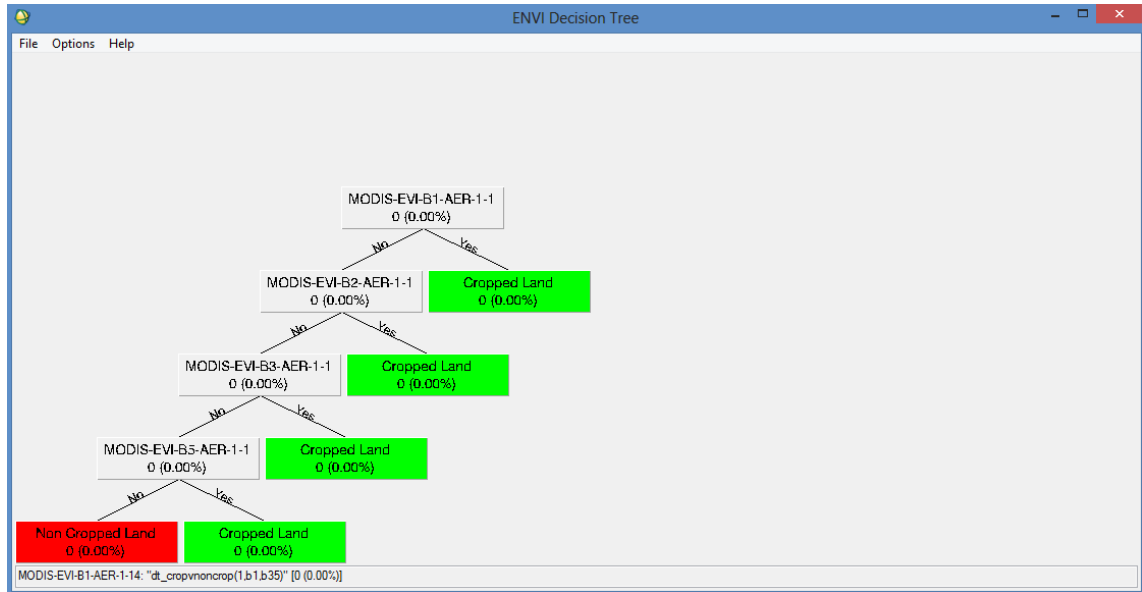 ENVI Decision Tree
File Options Help
MODIS-EVI-B1-AER-1-1
0 (0.00%)
No Yes
MODIS-EVI-B2-AER-1-1
0 (0.00%)
Cropped Land
0 (0.00%)
No Yes
MODIS-EVI-B3-AER-1-1
0 (0.00%)
Cropped Land
0 (0.00%)
No Yes
MODIS-EVI-B5-AER-1-1
0 (0.00%)
Cropped Land
0 (0.00%)
No Yes
Non Cropped Land
0 (0.00%)
Cropped Land
0 (0.00%)
MODIS-EVI-B1-AER-1-14: "dt_cropvnoncrop(1,b1,b35)" [0 (0.00%)]